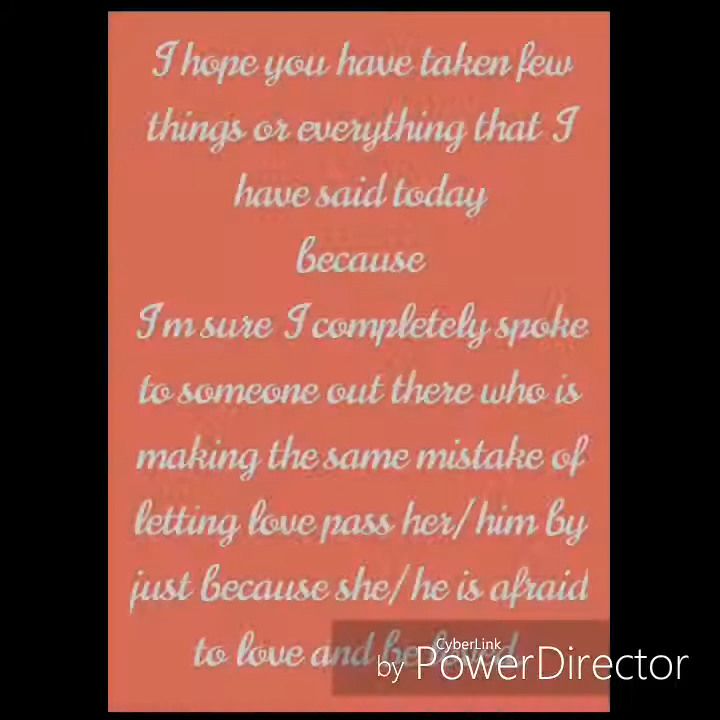 I hope you have taken few
things or everything that I
have said today
because
I'm sure I completely spoke
to someone out there who is
making the same mistake of
letting love pass her/him by
just because she/he is afraid
to love and be loved
CyberLink
by PowerDirector